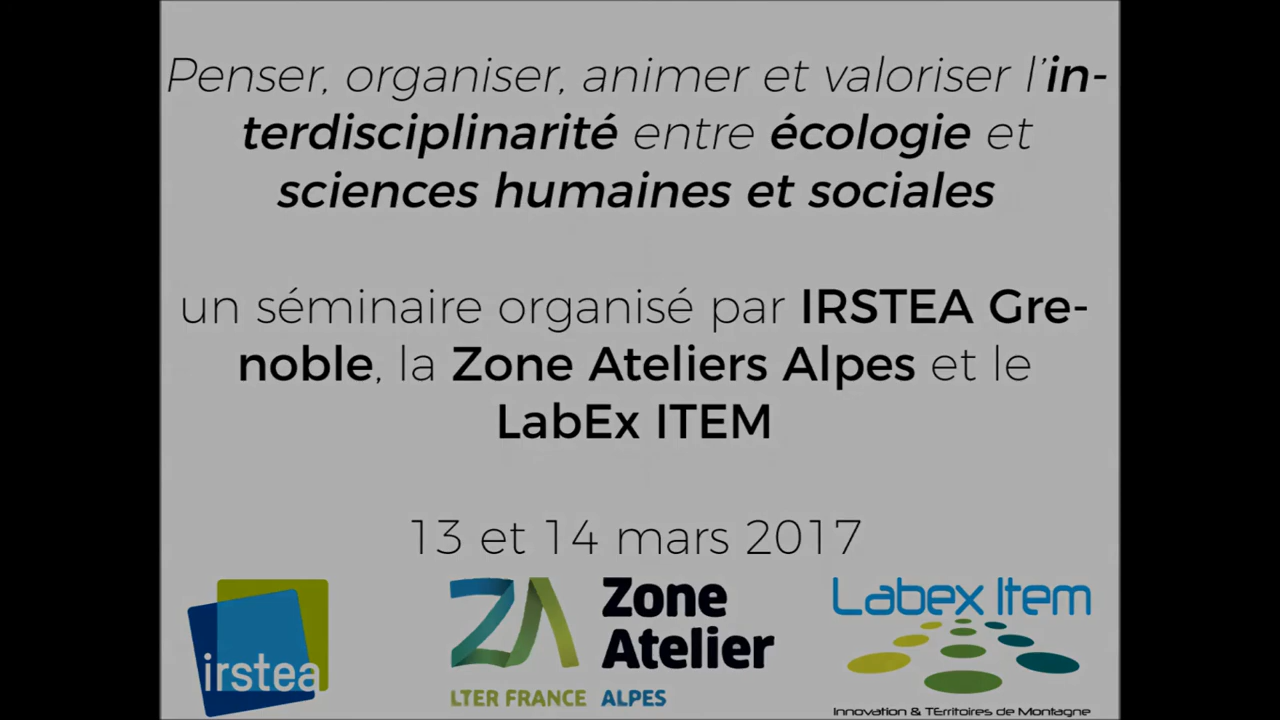 Penser, organiser, animer et valoriser l'in-
terdisciplinarité entre écologie et
sciences humaines et sociales
un séminaire organisé par IRSTEA Gre-
noble, la Zone Ateliers Alpes et le
LabEx ITEM
13 et 14 mars 2017
irstea
ZA Zone
Atelier
LTER FRANCE ALPES
Labex Item
Innovation & TErritoires de Montagne